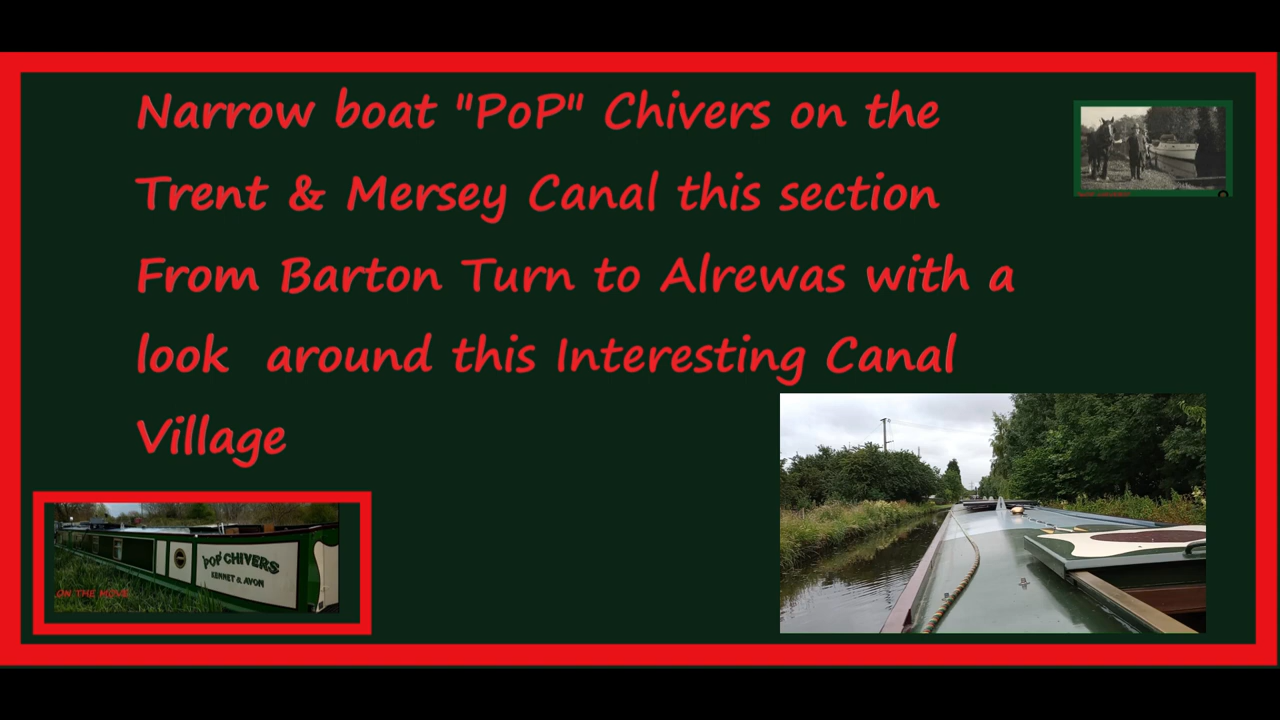 Narrow boat "PoP" Chivers on the
Trent & Mersey Canal this section
From Barton Turn to Alrewas with a
look around this Interesting Canal
Village
'POP' CHIVERS
KENNET & AVON
ON THE MOVE